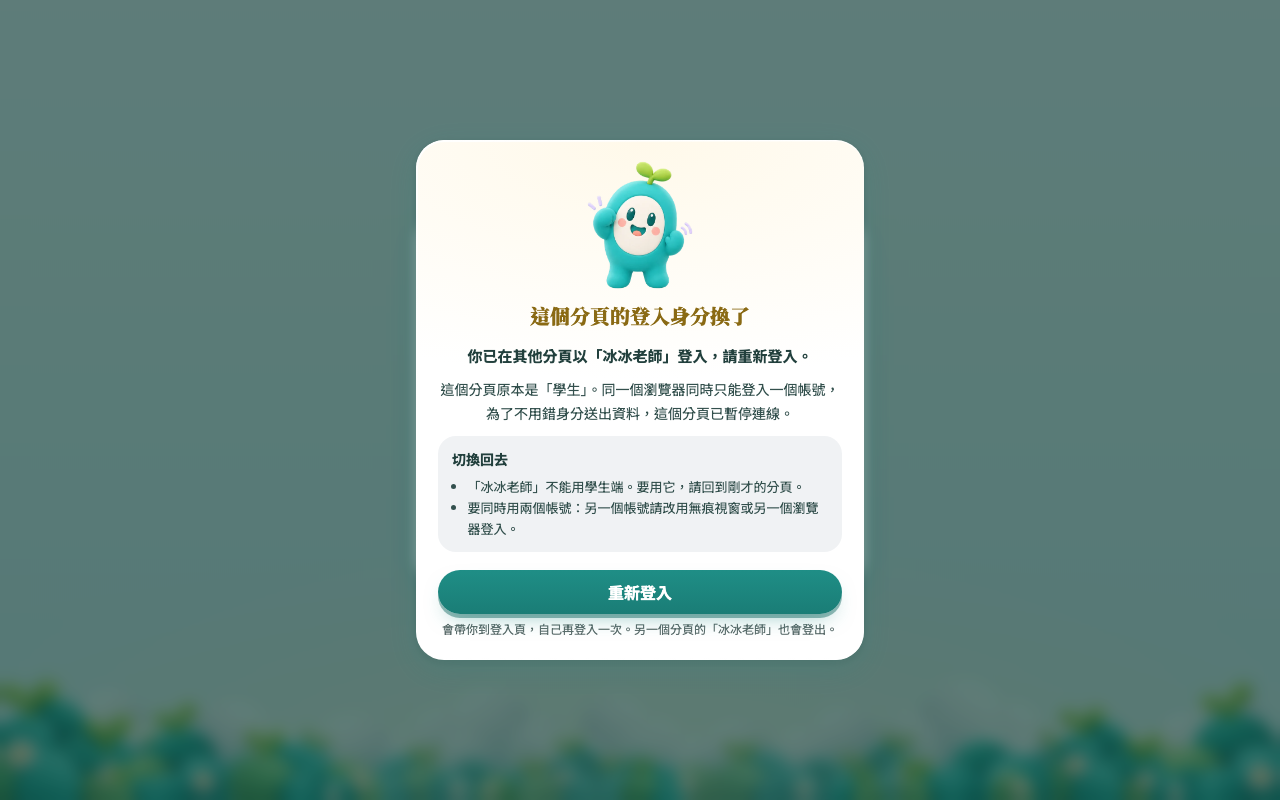 這個分頁的登入身分換了
你已在其他分頁以「冰冰老師」登入，請重新登入。
這個分頁原本是「學生」。同一個瀏覽器同時只能登入一個帳號，
為了不用錯身分送出資料，這個分頁已暫停連線。
切換回去
• 「冰冰老師」不能用學生端。要用它，請回到剛才的分頁。
• 要同時用兩個帳號：另一個帳號請改用無痕視窗或另一個瀏覽
器登入。
重新登入
會帶你到登入頁，自己再登入一次。另一個分頁的「冰冰老師」也會登出。